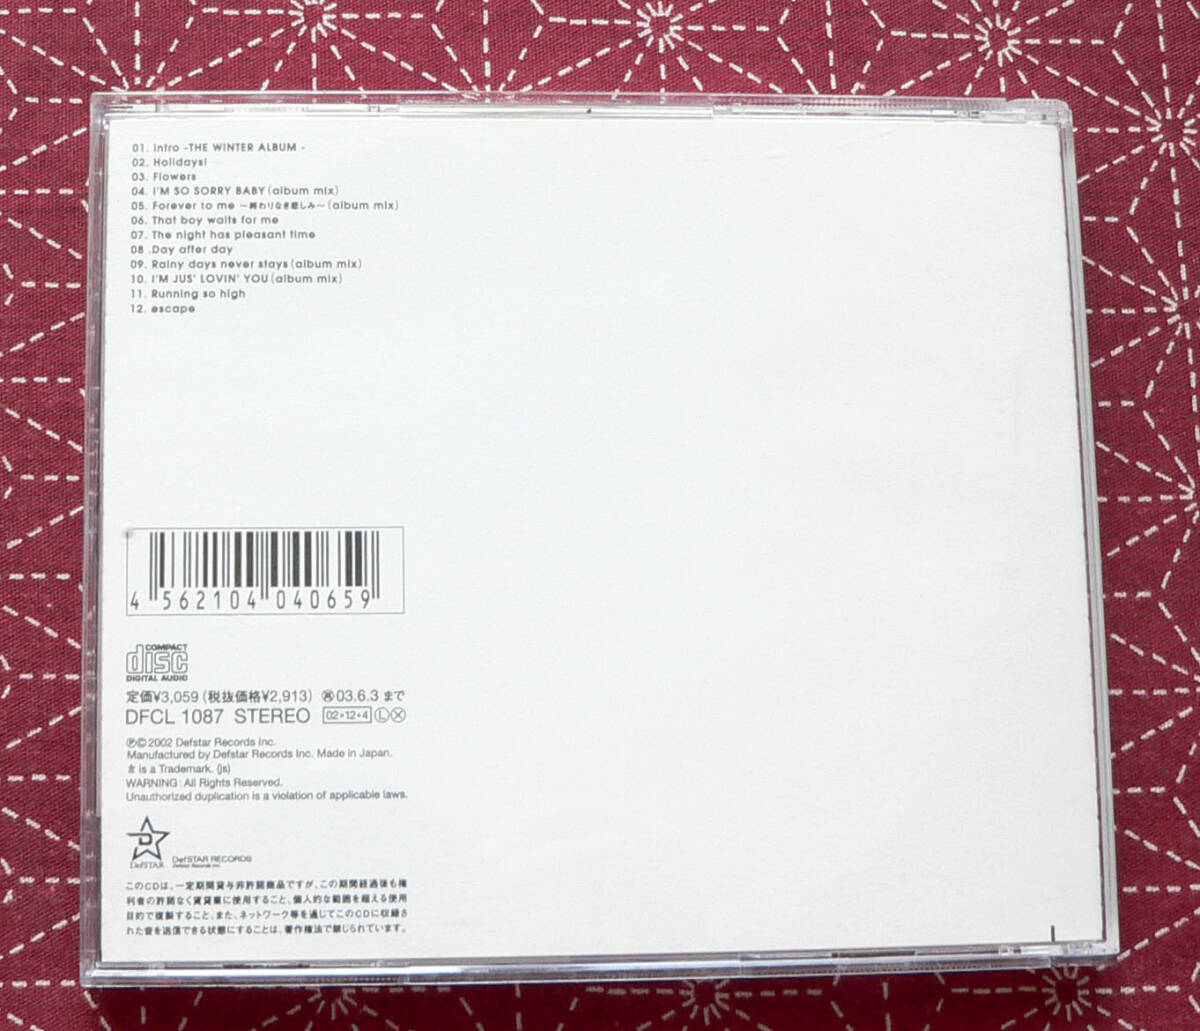 01. Intro -THE WINTER ALBUM -
02. Holidays!
03. Flowers
04. I'M SO SORRY BABY(album mix)
05. Forever to me 〜終わりなき悲しみ〜(album mix)
06. That boy waits for me
07. The night has pleasant time
08 .Day after day
09. Rainy days never stays(album mix)
10. I'M JUS' LOVIN' YOU(album mix)
11. Running so high
12. escape
4 562104 040659
COMPACT
disc
DIGITAL AUDIO
定価¥3,059(税抜価格¥2,913) 再03.6.3まで
DFCL 1087 STEREO 02・12・4 Ⓛ Ⓧ
Ⓟ© 2002 Defstar Records Inc.
Manufactured by Defstar Records Inc. Made in Japan.
is a Trademark. (js)
WARNING: All Rights Reserved.
Unauthorized duplication is a violation of applicable laws.
D
DefSTAR
DefSTAR RECORDS
Defstar Records Inc.
このCDは、一定期間貸与非許諾商品ですが、この期間経過後も権
利者の許諾なく賃貸業に使用すること、個人的な範囲を超える使用
目的で複製すること、また、ネットワーク等を通じてこのCDに収録さ
れた音を送信できる状態にすることは、著作権法で禁じられています。